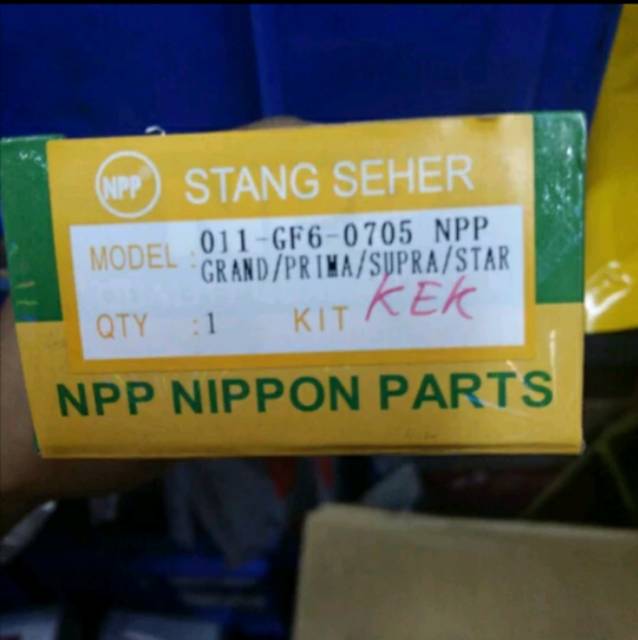 NPP STANG SEHER
MODEL : 011-GF6-0705 NPP
GRAND/PRIMA/SUPRA/STAR
QTY : 1 KIT KEK
NPP NIPPON PARTS